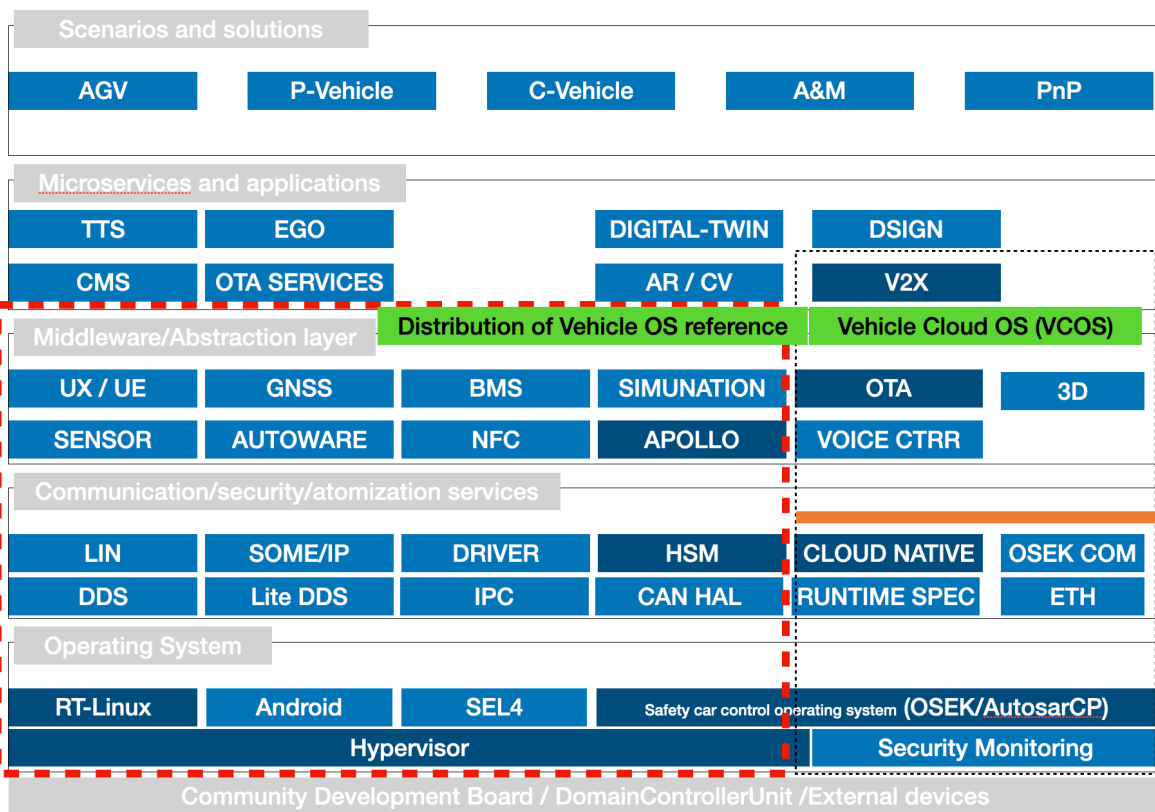 Scenarios and solutions
AGV P-Vehicle C-Vehicle A&M PnP
Microservices and applications
TTS EGO DIGITAL-TWIN DSIGN
CMS OTA SERVICES AR / CV V2X
Distribution of Vehicle OS reference Vehicle Cloud OS (VCOS)
Middleware/Abstraction layer
UX / UE GNSS BMS SIMUNATION OTA 3D
SENSOR AUTOWARE NFC APOLLO VOICE CTRR
Communication/security/atomization services
LIN SOME/IP DRIVER HSM CLOUD NATIVE OSEK COM
DDS Lite DDS IPC CAN HAL RUNTIME SPEC ETH
Operating System
RT-Linux Android SEL4 Safety car control operating system (OSEK/AutosarCP)
Hypervisor Security Monitoring
Community Development Board / DomainControllerUnit /External devices